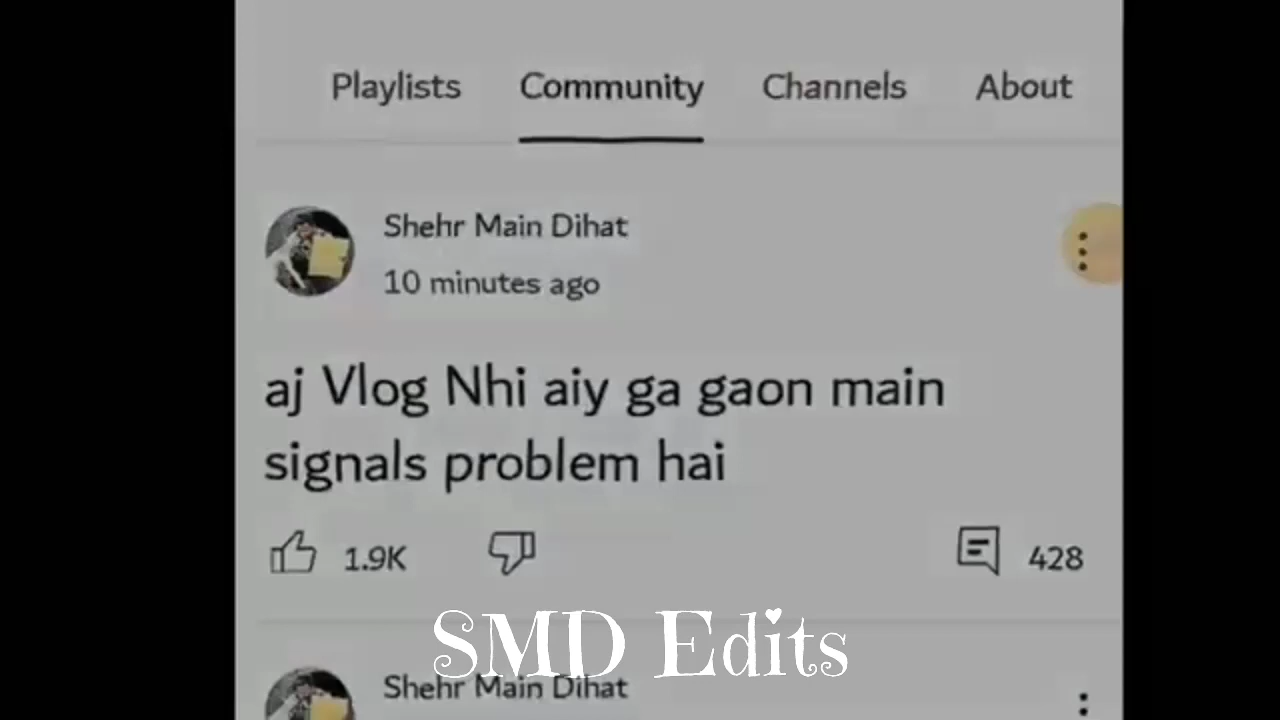 Playlists Community Channels About
Shehr Main Dihat
10 minutes ago
aj Vlog Nhi aiy ga gaon main
signals problem hai
1.9K 428
SMD Edits
Shehr Main Dihat